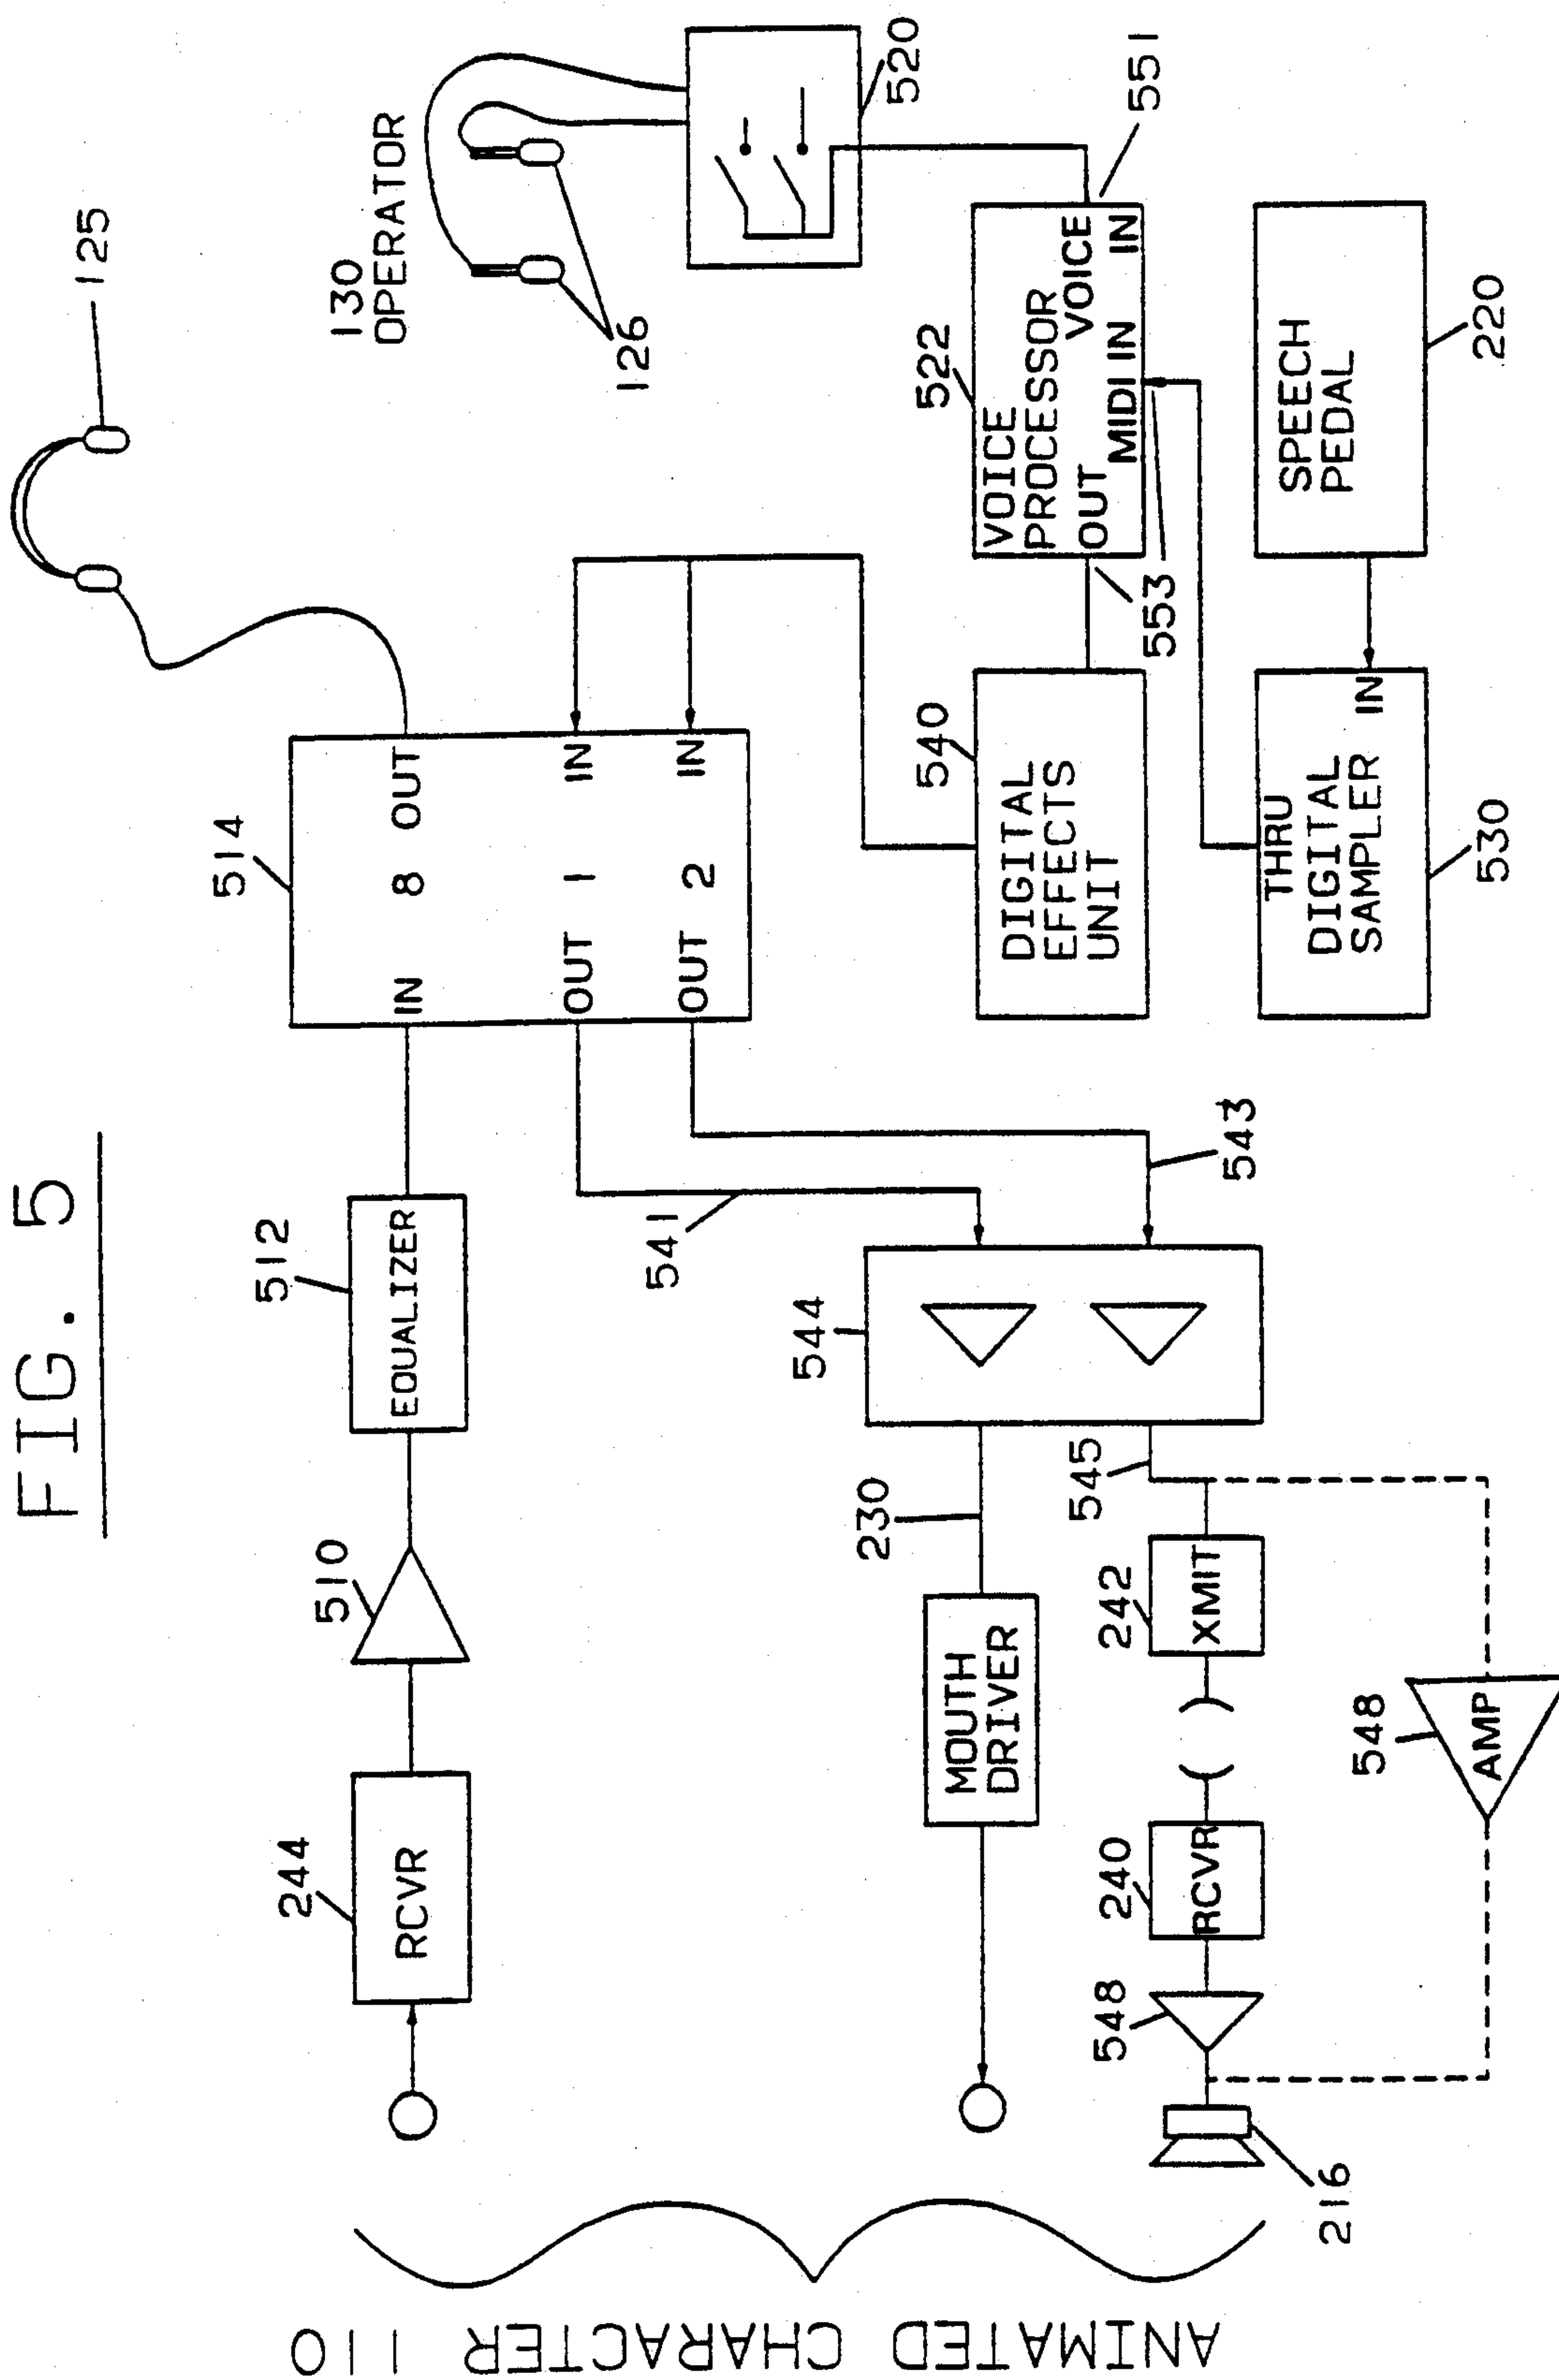 FIG. 5
125
130
OPERATOR
126
520
514
IN 8 OUT
OUT 1 IN
OUT 2 IN
512
EQUALIZER
510
244
RCVR
522
VOICE
PROCESSOR
VOICE
OUT
MIDI IN
IN
551
553
540
DIGITAL
EFFECTS
UNIT
541
543
544
230
MOUTH
DRIVER
545
242
XMIT
240
RCVR
548
216
548
AMP
THRU
DIGITAL
SAMPLER
IN
530
SPEECH
PEDAL
220
ANIMATED CHARACTER 110